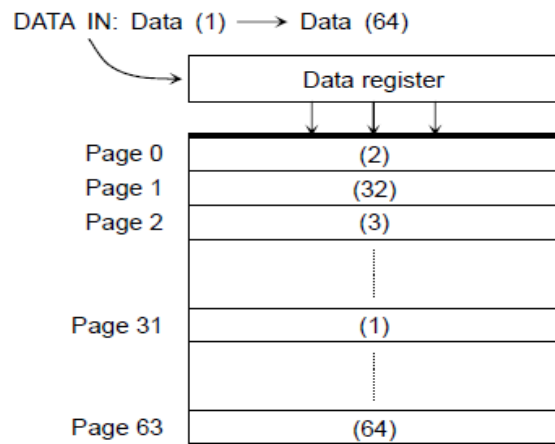 DATA IN: Data (1) ⟶ Data (64)
Data register
Page 0 (2)
Page 1 (32)
Page 2 (3)
Page 31 (1)
Page 63 (64)